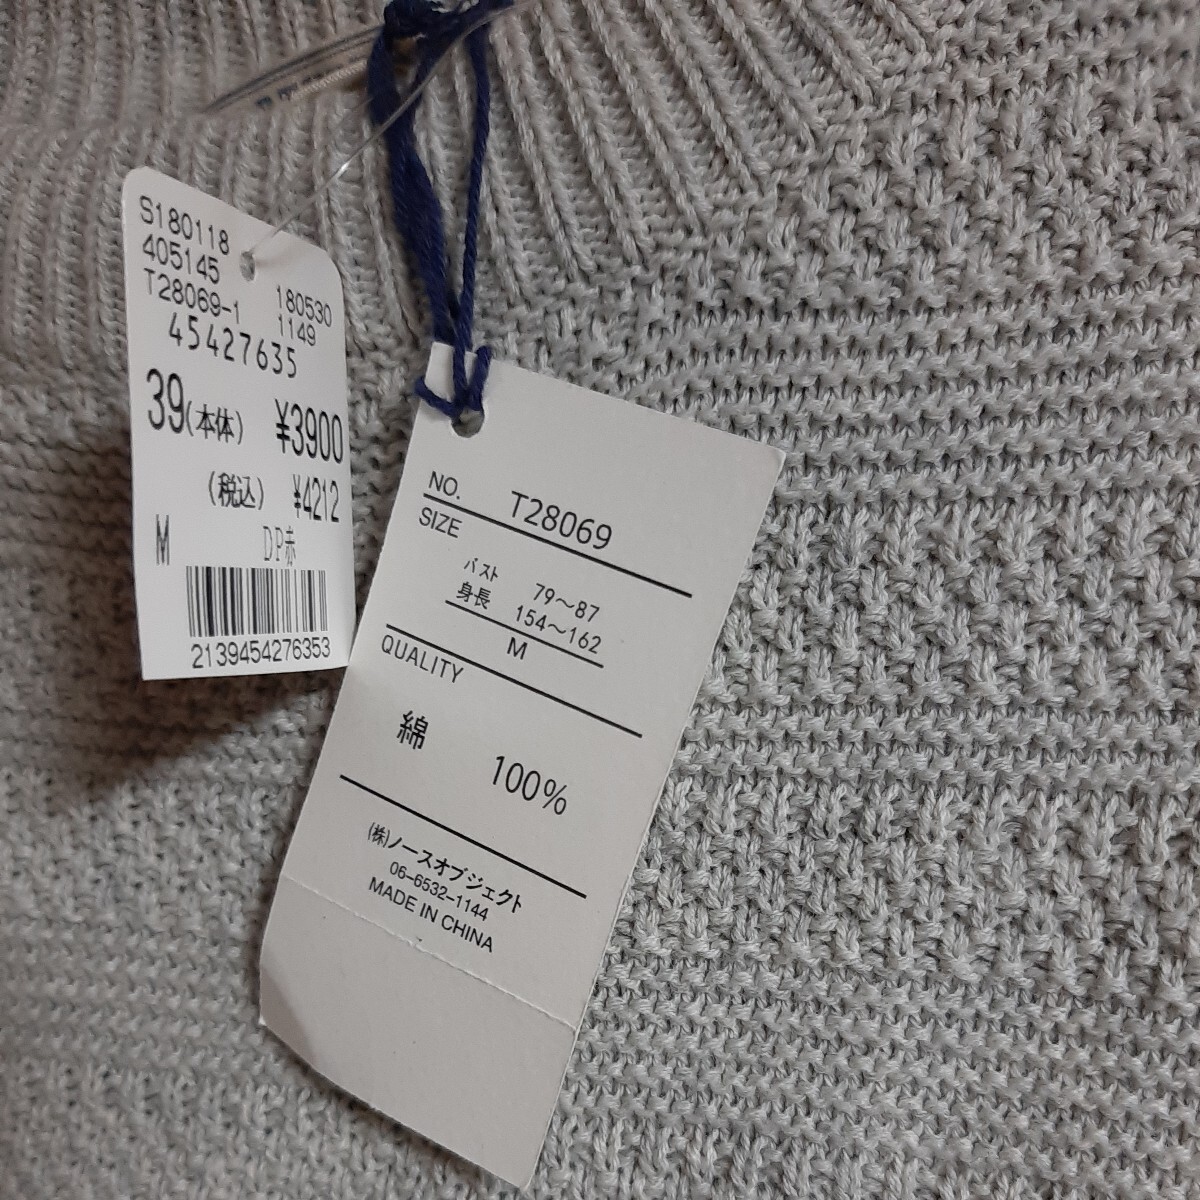 S180118
405145
T28069-1 180530
1149
45427635
39(本体) ¥3900
(税込) ¥4212
M DP赤
2139454276353
NO. T28069
SIZE
バスト 79～87
身長 154～162
M
QUALITY
綿 100%
(株)ノースオブジェクト
06-6532-1144
MADE IN CHINA